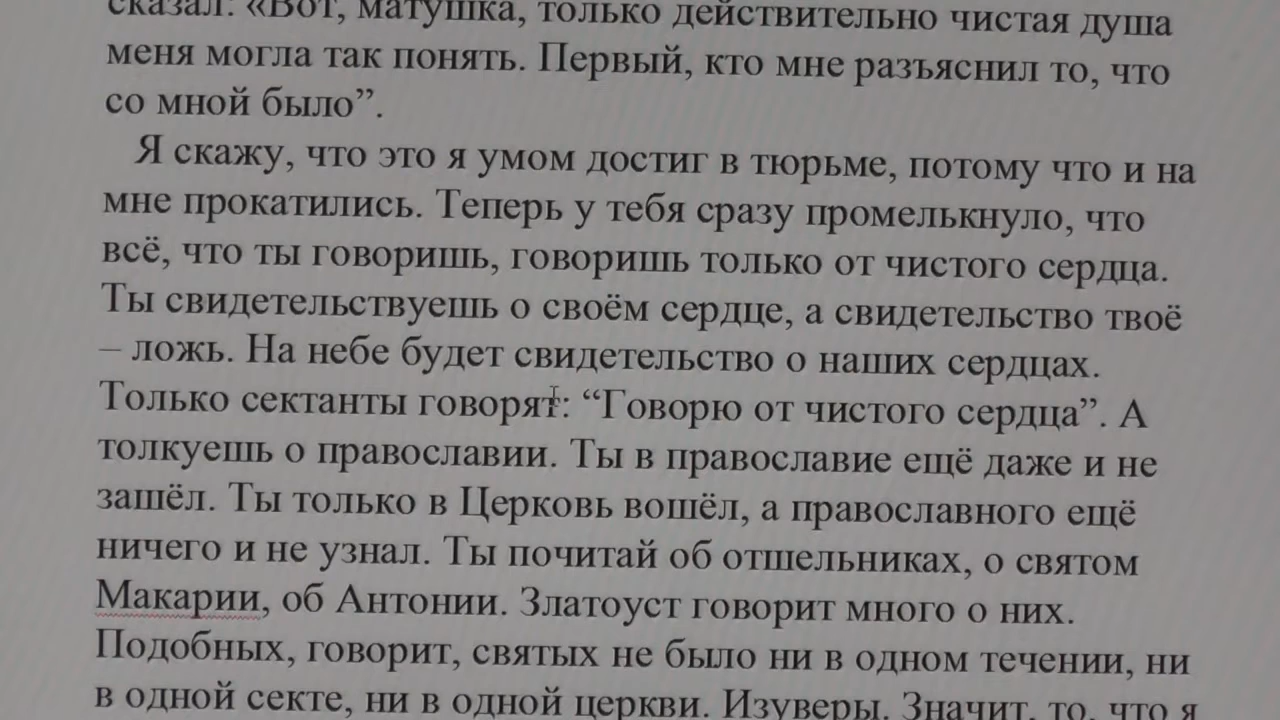 сказал: «Вот, матушка, только действительно чистая душа
меня могла так понять. Первый, кто мне разъяснил то, что
со мной было”.
Я скажу, что это я умом достиг в тюрьме, потому что и на
мне прокатились. Теперь у тебя сразу промелькнуло, что
всё, что ты говоришь, говоришь только от чистого сердца.
Ты свидетельствуешь о своём сердце, а свидетельство твоё
– ложь. На небе будет свидетельство о наших сердцах.
Только сектанты говорят: “Говорю от чистого сердца”. А
толкуешь о православии. Ты в православие ещё даже и не
зашёл. Ты только в Церковь вошёл, а православного ещё
ничего и не узнал. Ты почитай об отшельниках, о святом
Макарии, об Антонии. Златоуст говорит много о них.
Подобных, говорит, святых не было ни в одном течении, ни
в одной секте, ни в одной церкви. Изуверы. Значит, то, что я